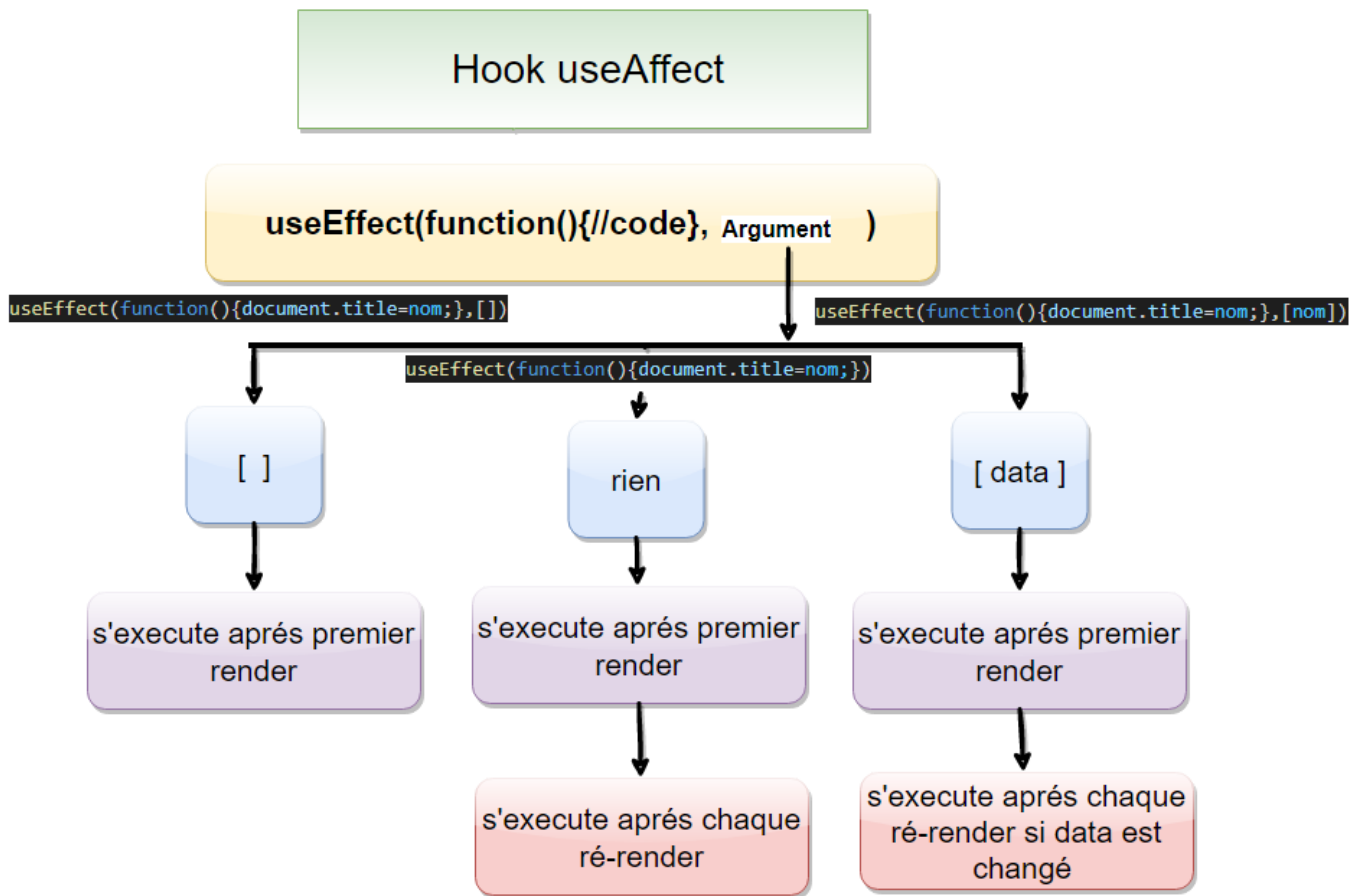 Hook useAffect
useEffect(function(){//code}, Argument )
useEffect(function(){document.title=nom;},[])
useEffect(function(){document.title=nom;},[nom])
useEffect(function(){document.title=nom;})
[ ]
rien
[ data ]
s'execute aprés premier
render
s'execute aprés premier
render
s'execute aprés premier
render
s'execute aprés chaque
ré-render
s'execute aprés chaque
ré-render si data est
changé